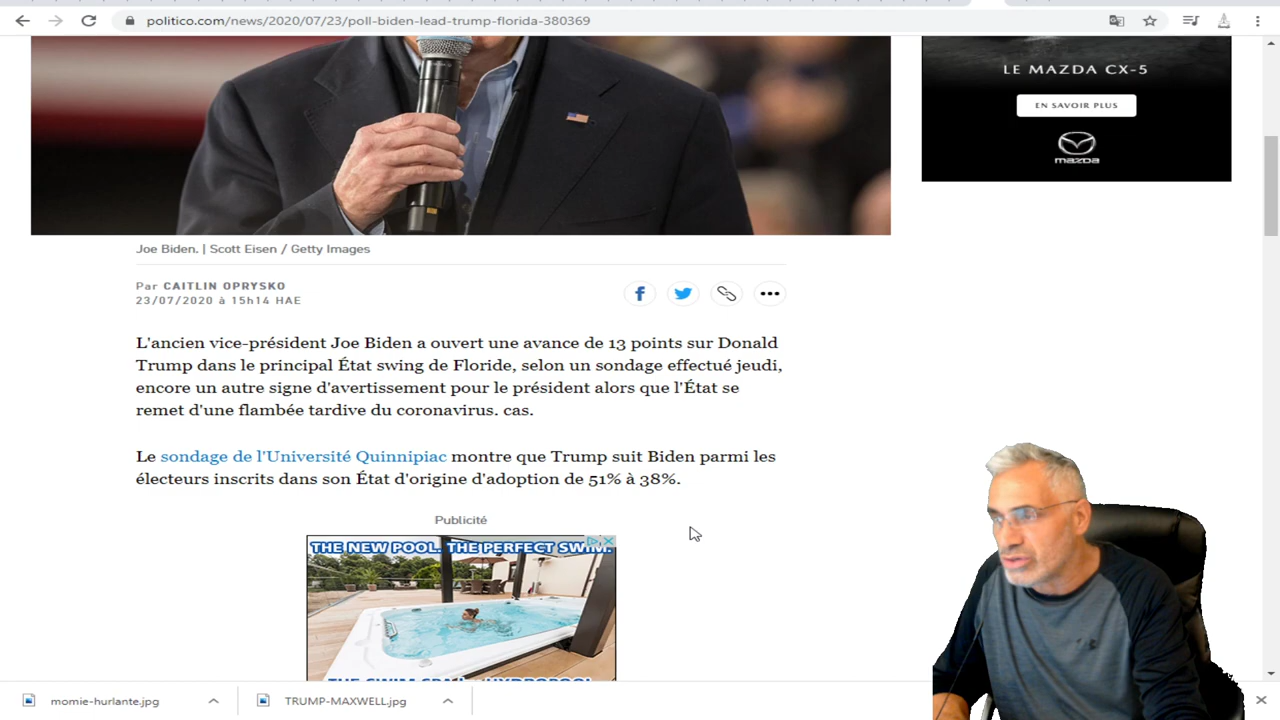 politico.com/news/2020/07/23/poll-biden-lead-trump-florida-380369
LE MAZDA CX-5
EN SAVOIR PLUS
mazda
Joe Biden. | Scott Eisen / Getty Images
Par CAITLIN OPRYSKO
23/07/2020 à 15h14 HAE
L'ancien vice-président Joe Biden a ouvert une avance de 13 points sur Donald
Trump dans le principal État swing de Floride, selon un sondage effectué jeudi,
encore un autre signe d'avertissement pour le président alors que l'État se
remet d'une flambée tardive du coronavirus. cas.
Le sondage de l'Université Quinnipiac montre que Trump suit Biden parmi les
électeurs inscrits dans son État d'origine d'adoption de 51% à 38%.
Publicité
THE NEW POOL. THE PERFECT SWIM.
momie-hurlante.jpg
TRUMP-MAXWELL.jpg